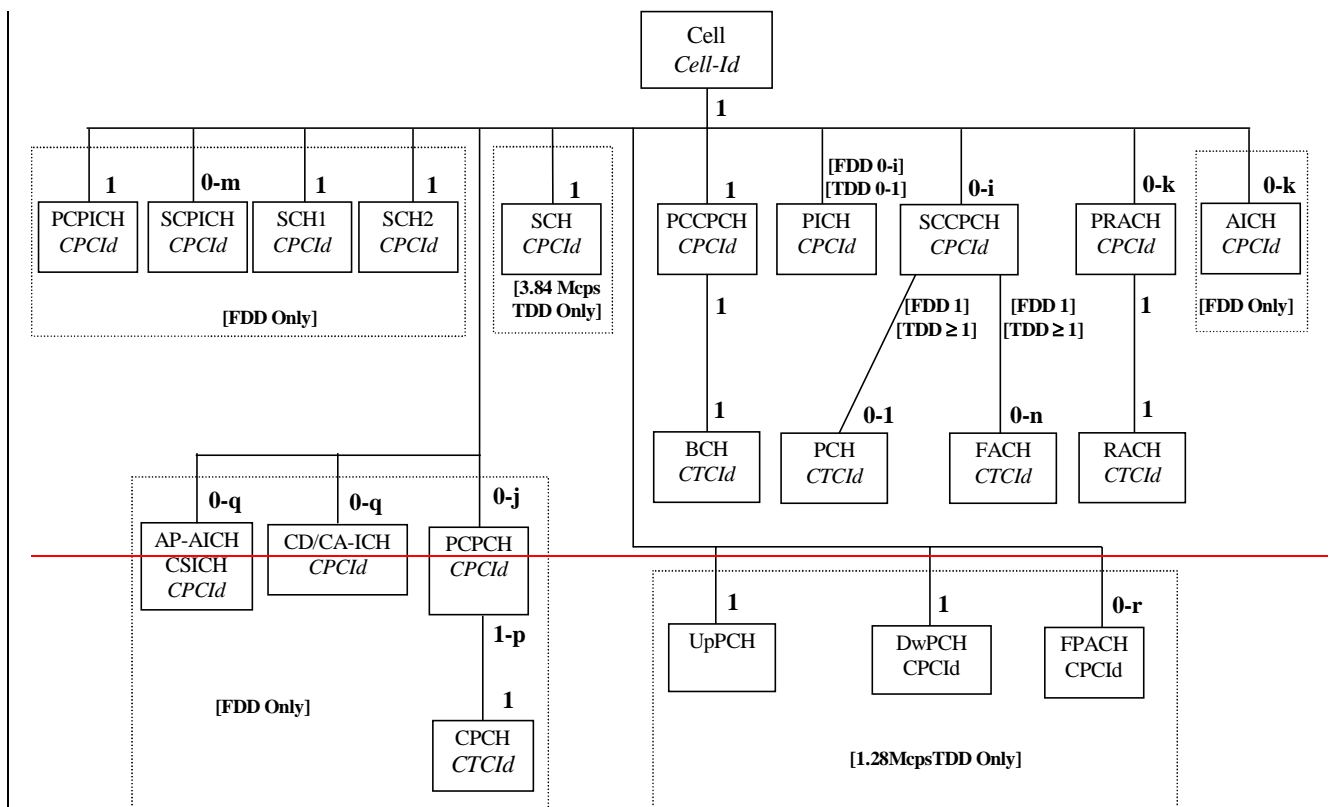 Cell
Cell-Id
1
1
0-m
1
1
1
1
[FDD 0-i]
[TDD 0-1]
0-i
0-k
0-k
PCPICH
CPCId
SCPICH
CPCId
SCH1
CPCId
SCH2
CPCId
SCH
CPCId
PCCPCH
CPCId
PICH
CPCId
SCCPCH
CPCId
PRACH
CPCId
AICH
CPCId
[FDD Only]
[3.84 Mcps
TDD Only]
[FDD Only]
1
[FDD 1]
[TDD ≥ 1]
[FDD 1]
[TDD ≥ 1]
1
1
0-1
0-n
1
BCH
CTCId
PCH
CTCId
FACH
CTCId
RACH
CTCId
0-q
0-q
0-j
AP-AICH
CSICH
CPCId
CD/CA-ICH
CPCId
PCPCH
CPCId
1-p
1
CPCH
CTCId
[FDD Only]
1
1
0-r
UpPCH
DwPCH
CPCId
FPACH
CPCId
[1.28McpsTDD Only]